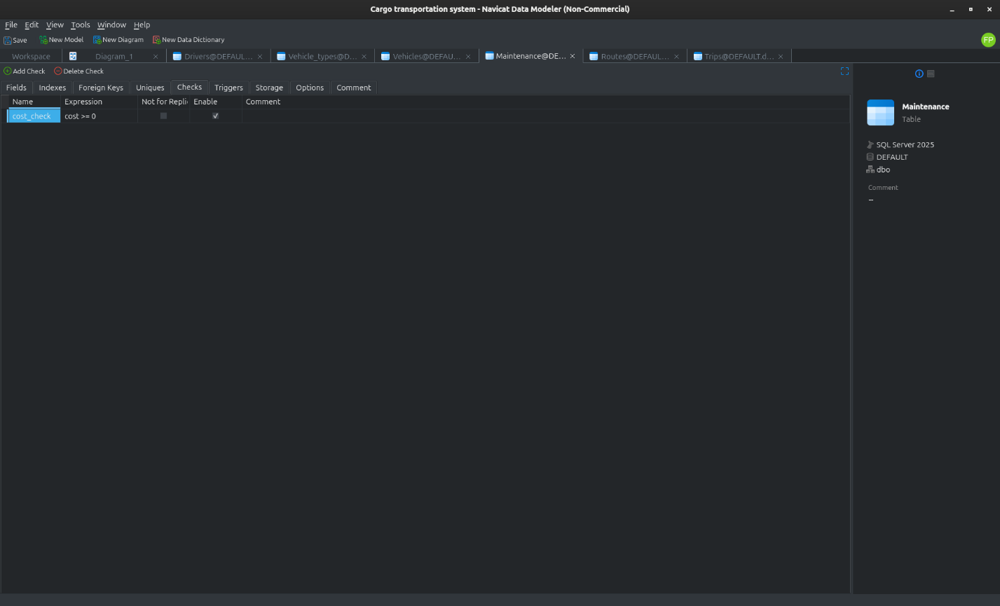 Cargo transportation system - Navicat Data Modeler (Non-Commercial)
File Edit View Tools Window Help
Save New Model New Diagram New Data Dictionary
FP
Workspace Diagram_1 Drivers@DEFAUL... Vehicle_types@D... Vehicles@DEFAU... Maintenance@DE... Routes@DEFAUL... Trips@DEFAULT.d...
Add Check Delete Check
Fields Indexes Foreign Keys Uniques Checks Triggers Storage Options Comment
Name Expression Not for Repli Enable Comment
cost_check cost >= 0
Maintenance
Table
SQL Server 2025
DEFAULT
dbo
Comment
--